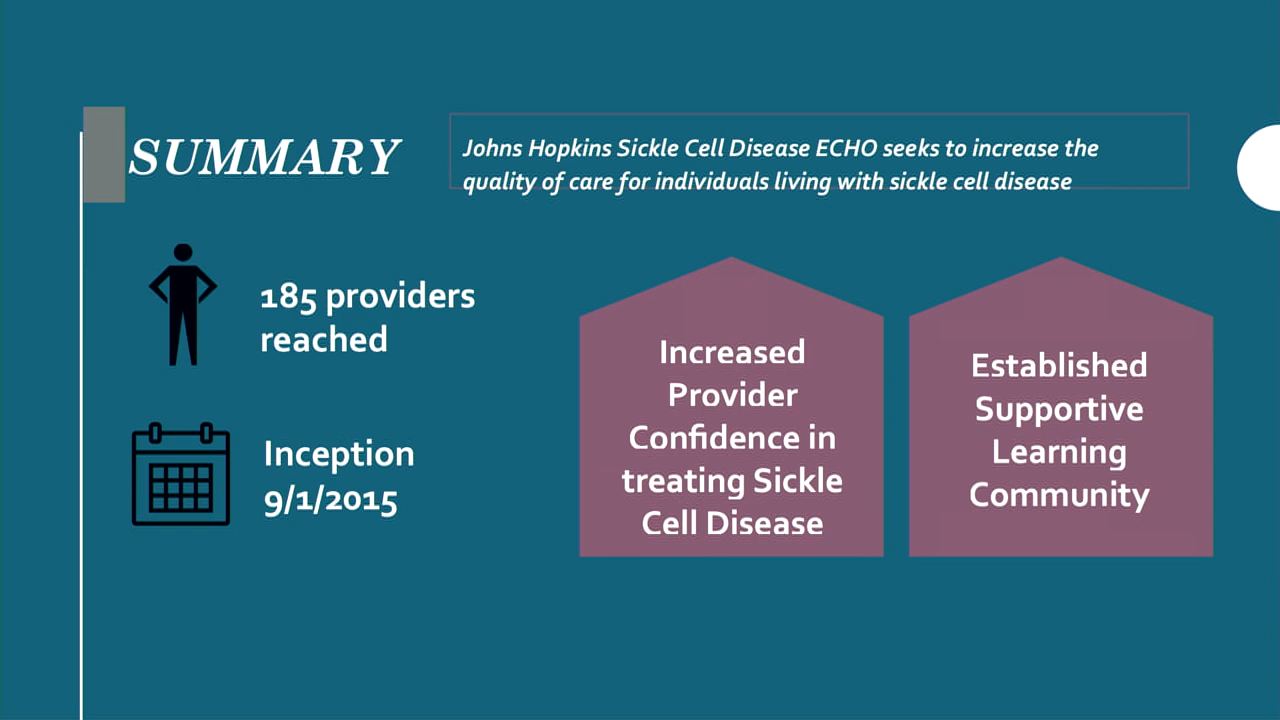 SUMMARY
Johns Hopkins Sickle Cell Disease ECHO seeks to increase the
quality of care for individuals living with sickle cell disease
185 providers
reached
Inception
9/1/2015
Increased
Provider
Confidence in
treating Sickle
Cell Disease
Established
Supportive
Learning
Community